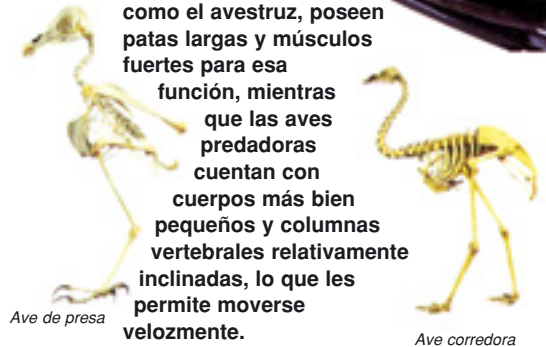 como el avestruz, poseen
patas largas y músculos
fuertes para esa
función, mientras
que las aves
predadoras
cuentan con
cuerpos más bien
pequeños y columnas
vertebrales relativamente
inclinadas, lo que les
permite moverse
velozmente.
Ave de presa
Ave corredora